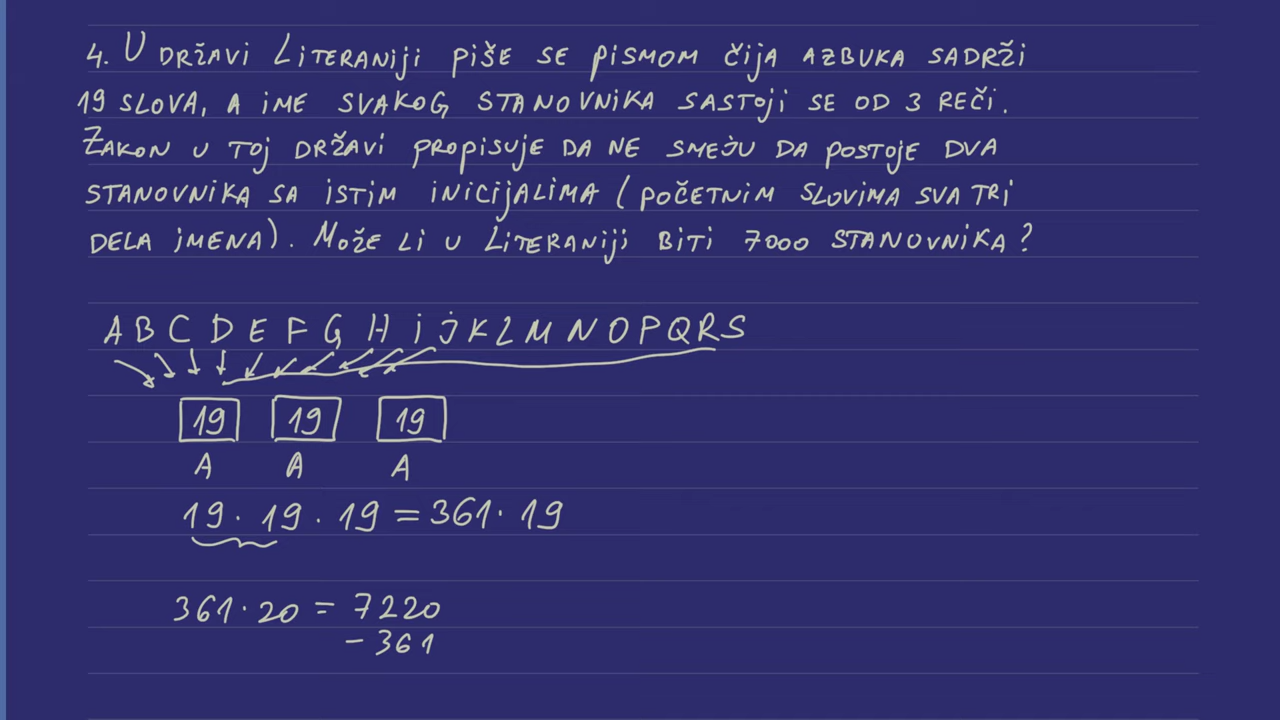 4. U DRŽAVI LITERANIJI PIŠE SE PISMOM ČIJA AZBUKA SADRŽI
19 SLOVA, A IME SVAKOG STANOVNIKA SASTOJI SE OD 3 REČI.
ZAKON U TOJ DRŽAVI PROPISUJE DA NE SMEJU DA POSTOJE DVA
STANOVNIKA SA ISTIM INICIJALIMA (POČETNIM SLOVIMA SVA TRI
DELA IMENA). MOŽE LI U LITERANIJI BITI 7000 STANOVNIKA?
A B C D E F G H I J K L M N O P Q R S
19 19 19
A A A
19 · 19 · 19 = 361 · 19
361 · 20 = 7220
- 361